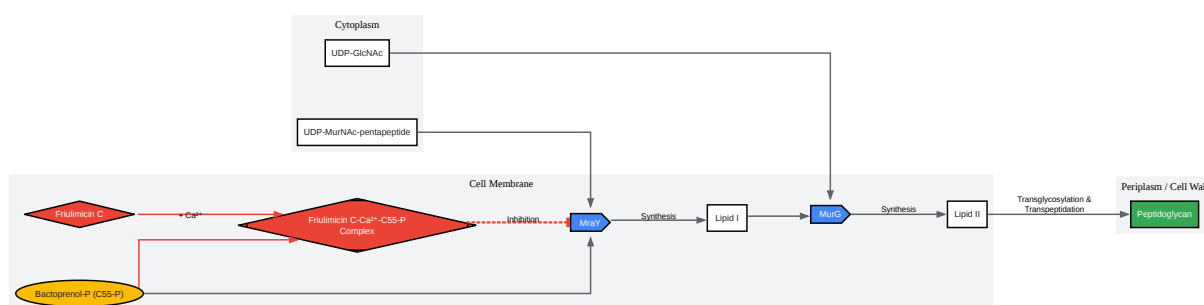 Cytoplasm
UDP-GlcNAc
UDP-MurNAc-pentapeptide
Cell Membrane
Periplasm / Cell Wal
Friulimicin C
+ Ca²⁺
Friulimicin C-Ca²⁺-C55-P
Complex
Inhibition
MraY
Synthesis
Lipid I
MurG
Synthesis
Lipid II
Transglycosylation &
Transpeptidation
Peptidoglycan
Bactoprenol-P (C55-P)